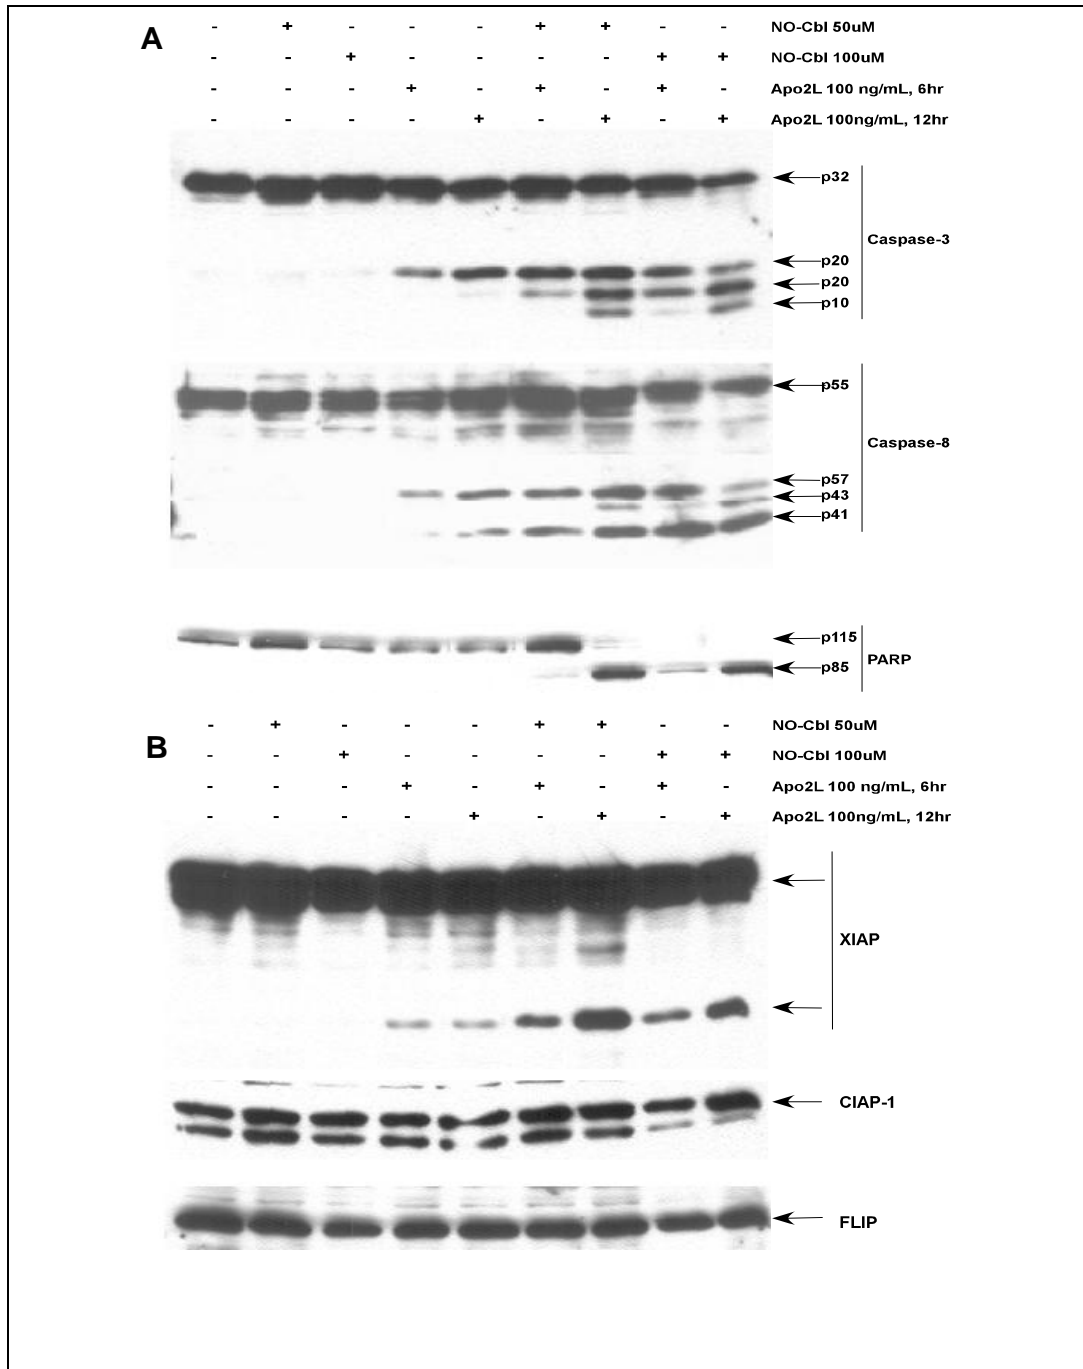 A
- + - - - + + - - NO-Cbl 50uM
- - + - - - - + + NO-Cbl 100uM
- - - + - + - + - Apo2L 100 ng/mL, 6hr
- - - - + - + - + Apo2L 100ng/mL, 12hr
p32
Caspase-3
p20
p20
p10
p55
Caspase-8
p57
p43
p41
p115
PARP
p85
B
- + - - - + + - - NO-Cbl 50uM
- - + - - - - + + NO-Cbl 100uM
- - - + - + - + - Apo2L 100 ng/mL, 6hr
- - - - + - + - + Apo2L 100ng/mL, 12hr
XIAP
CIAP-1
FLIP